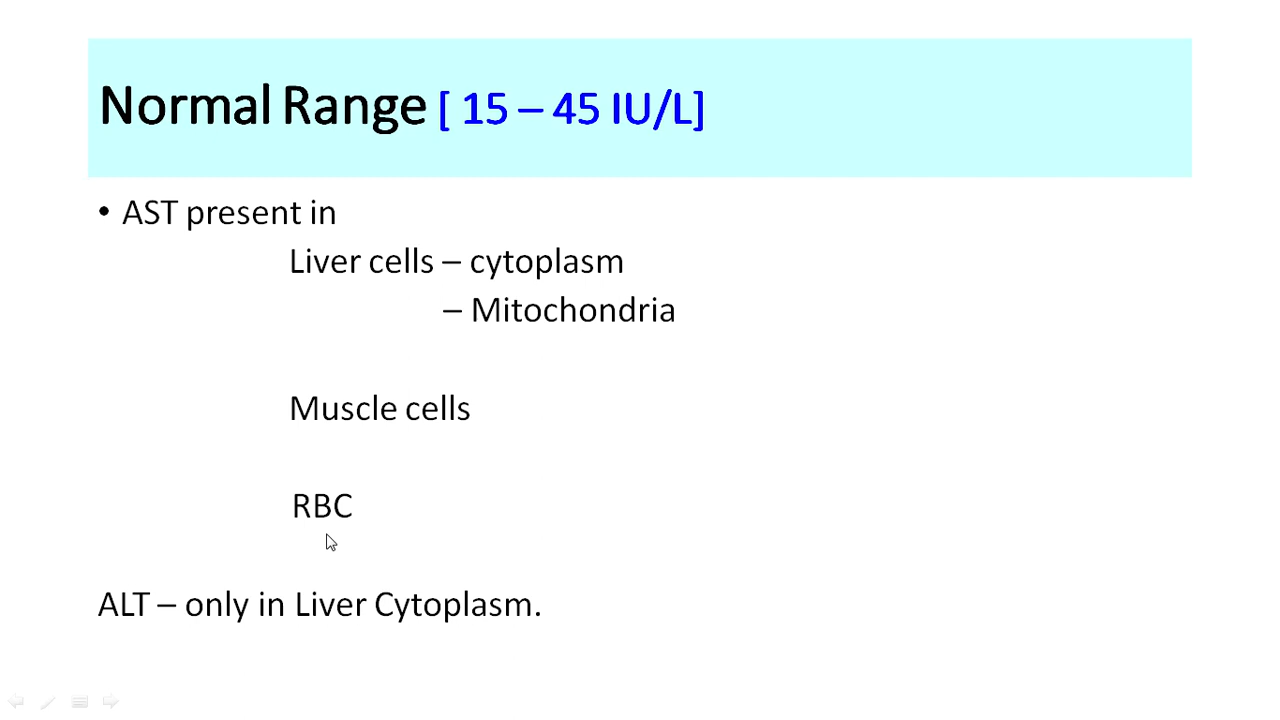 Normal Range [ 15 – 45 IU/L]
• AST present in
Liver cells – cytoplasm
– Mitochondria
Muscle cells
RBC
ALT – only in Liver Cytoplasm.